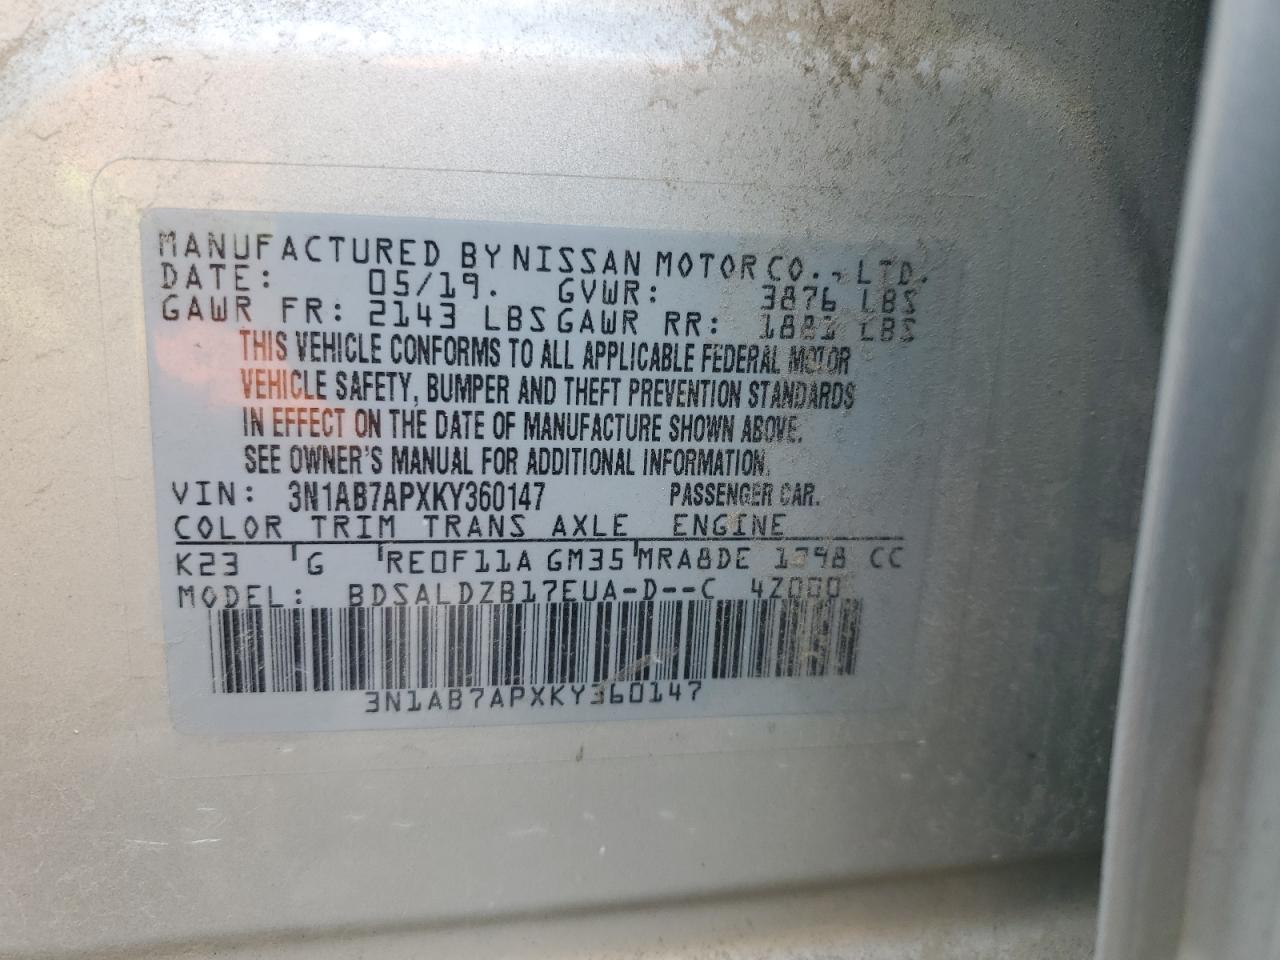 MANUFACTURED BY NISSAN MOTOR CO., LTD.
DATE: 05/19. GVWR: 3876 LBS
GAWR FR: 2143 LBS GAWR RR: 1881 LBS
THIS VEHICLE CONFORMS TO ALL APPLICABLE FEDERAL MOTOR
VEHICLE SAFETY, BUMPER AND THEFT PREVENTION STANDARDS
IN EFFECT ON THE DATE OF MANUFACTURE SHOWN ABOVE.
SEE OWNER'S MANUAL FOR ADDITIONAL INFORMATION.
VIN: 3N1AB7APXKY360147 PASSENGER CAR.
COLOR TRIM TRANS AXLE ENGINE
K23 G RE0F11A GM35 MRA8DE 1798 CC
MODEL: BDSALDZB17EUA-D--C 4Z000
3N1AB7APXKY360147